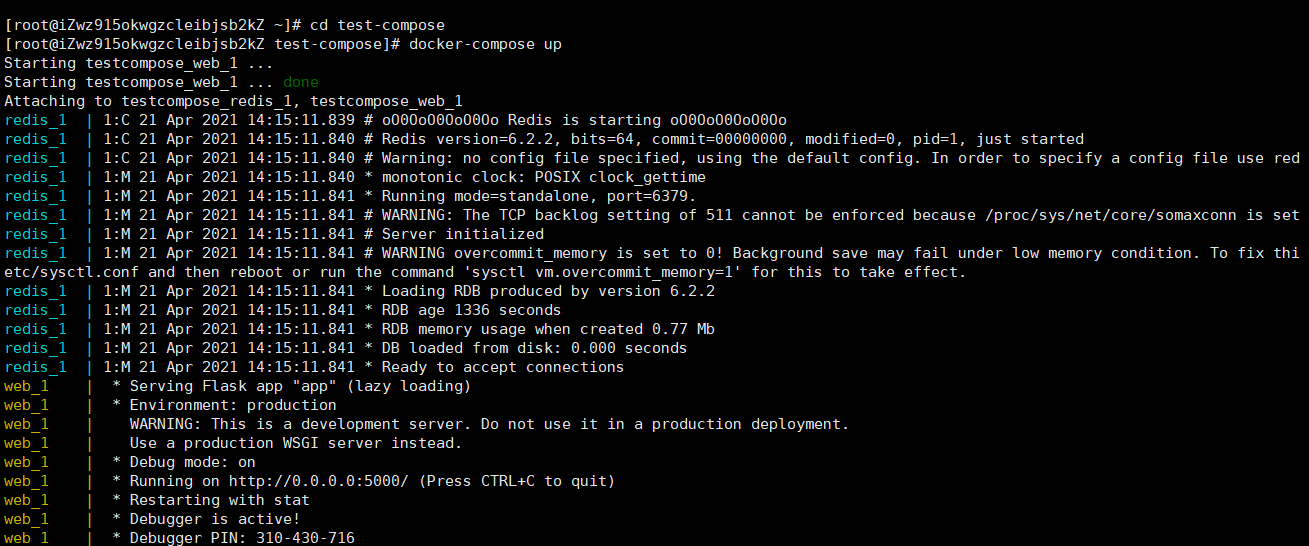 [root@iZwz915okwgzcleibjsb2kZ ~]# cd test-compose
[root@iZwz915okwgzcleibjsb2kZ test-compose]# docker-compose up
Starting testcompose_web_1 ...
Starting testcompose_web_1 ... done
Attaching to testcompose_redis_1, testcompose_web_1
redis_1  | 1:C 21 Apr 2021 14:15:11.839 # oO0OoO0OoO0Oo Redis is starting oO0OoO0OoO0Oo
redis_1  | 1:C 21 Apr 2021 14:15:11.840 # Redis version=6.2.2, bits=64, commit=00000000, modified=0, pid=1, just started
redis_1  | 1:C 21 Apr 2021 14:15:11.840 # Warning: no config file specified, using the default config. In order to specify a config file use red
redis_1  | 1:M 21 Apr 2021 14:15:11.840 * monotonic clock: POSIX clock_gettime
redis_1  | 1:M 21 Apr 2021 14:15:11.841 * Running mode=standalone, port=6379.
redis_1  | 1:M 21 Apr 2021 14:15:11.841 # WARNING: The TCP backlog setting of 511 cannot be enforced because /proc/sys/net/core/somaxconn is set
redis_1  | 1:M 21 Apr 2021 14:15:11.841 # Server initialized
redis_1  | 1:M 21 Apr 2021 14:15:11.841 # WARNING overcommit_memory is set to 0! Background save may fail under low memory condition. To fix thi
etc/sysctl.conf and then reboot or run the command 'sysctl vm.overcommit_memory=1' for this to take effect.
redis_1  | 1:M 21 Apr 2021 14:15:11.841 * Loading RDB produced by version 6.2.2
redis_1  | 1:M 21 Apr 2021 14:15:11.841 * RDB age 1336 seconds
redis_1  | 1:M 21 Apr 2021 14:15:11.841 * RDB memory usage when created 0.77 Mb
redis_1  | 1:M 21 Apr 2021 14:15:11.841 * DB loaded from disk: 0.000 seconds
redis_1  | 1:M 21 Apr 2021 14:15:11.841 * Ready to accept connections
web_1    |  * Serving Flask app "app" (lazy loading)
web_1    |  * Environment: production
web_1    |    WARNING: This is a development server. Do not use it in a production deployment.
web_1    |    Use a production WSGI server instead.
web_1    |  * Debug mode: on
web_1    |  * Running on http://0.0.0.0:5000/ (Press CTRL+C to quit)
web_1    |  * Restarting with stat
web_1    |  * Debugger is active!
web_1    |  * Debugger PIN: 310-430-716